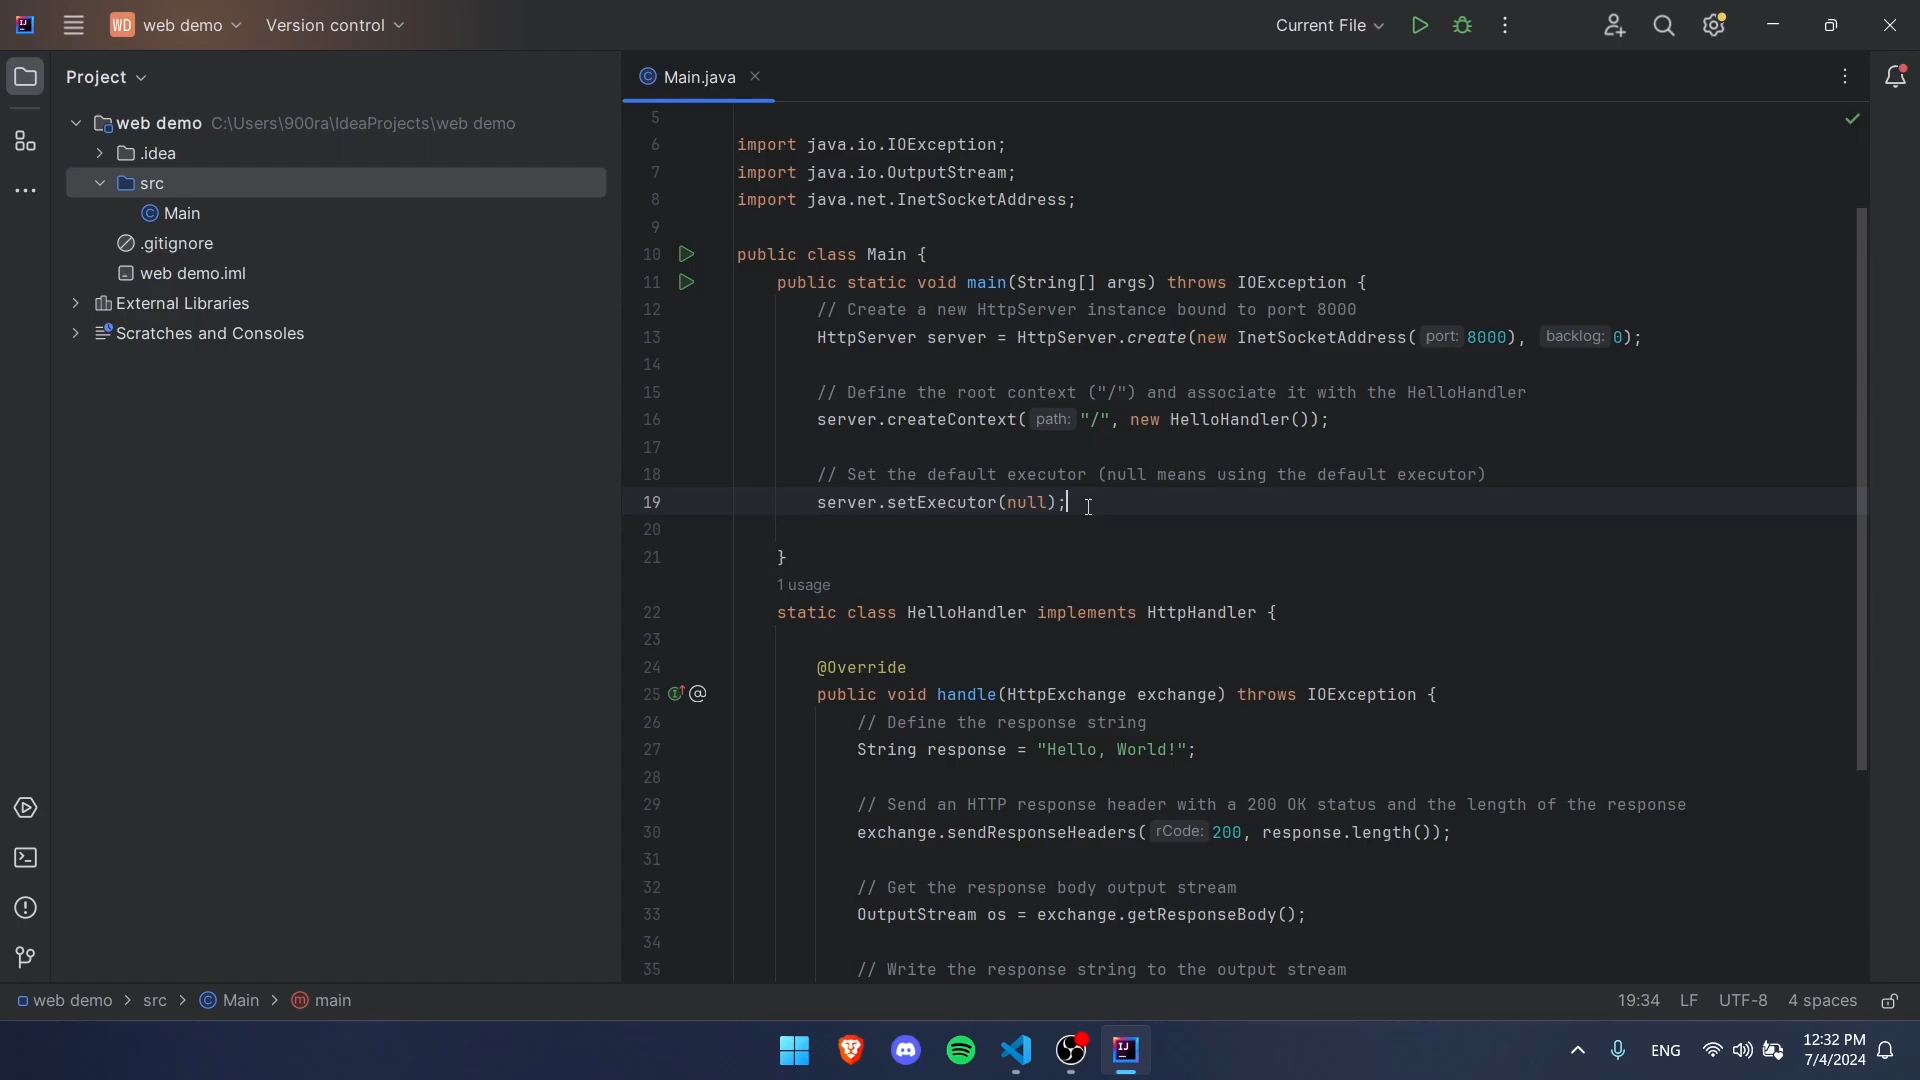 WD web demo Version control Current File
Project
Main.java
web demo C:\Users\900ra\IdeaProjects\web demo
.idea
src
Main
.gitignore
web demo.iml
External Libraries
Scratches and Consoles
5
6 import java.io.IOException;
7 import java.io.OutputStream;
8 import java.net.InetSocketAddress;
9
10 public class Main {
11 public static void main(String[] args) throws IOException {
12 // Create a new HttpServer instance bound to port 8000
13 HttpServer server = HttpServer.create(new InetSocketAddress( port: 8000), backlog: 0);
14
15 // Define the root context ("/") and associate it with the HelloHandler
16 server.createContext( path: "/", new HelloHandler());
17
18 // Set the default executor (null means using the default executor)
19 server.setExecutor(null);
20
21 }
1 usage
22 static class HelloHandler implements HttpHandler {
23
24 @Override
25 public void handle(HttpExchange exchange) throws IOException {
26 // Define the response string
27 String response = "Hello, World!";
28
29 // Send an HTTP response header with a 200 OK status and the length of the response
30 exchange.sendResponseHeaders( rCode: 200, response.length());
31
32 // Get the response body output stream
33 OutputStream os = exchange.getResponseBody();
34
35 // Write the response string to the output stream
web demo > src > Main > main 19:34 LF UTF-8 4 spaces
ENG 12:32 PM
7/4/2024